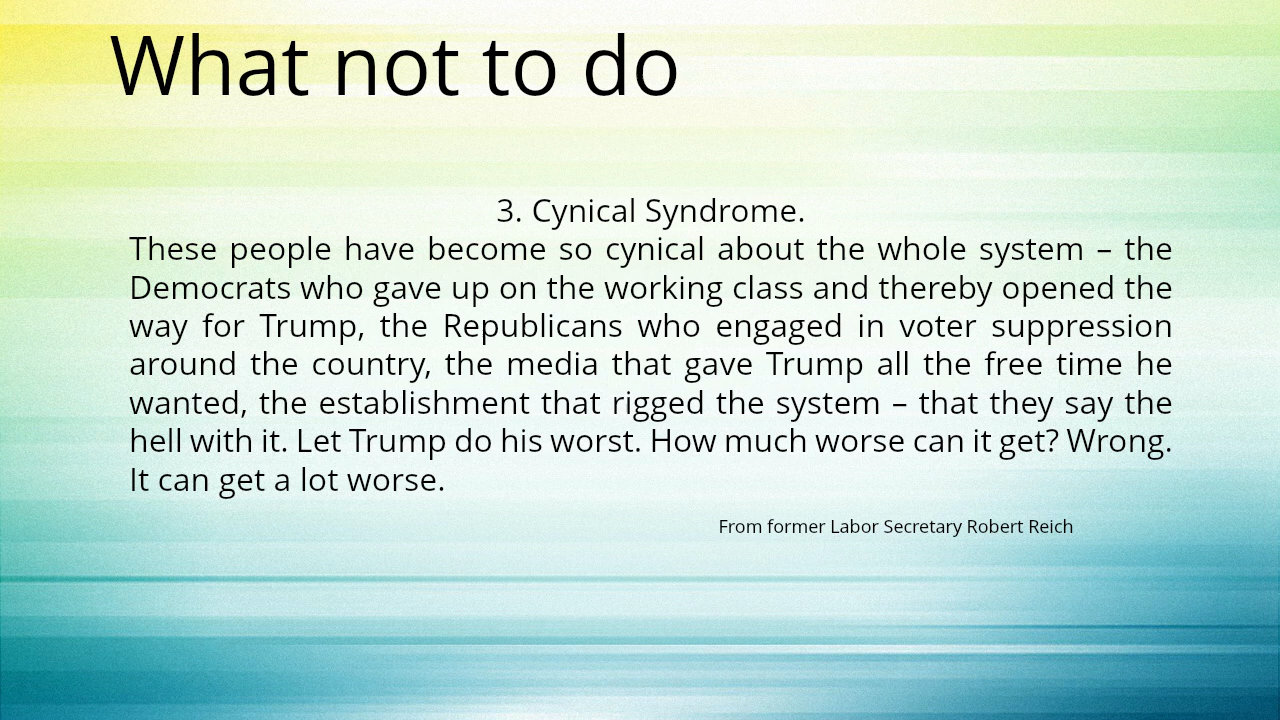 What not to do
3. Cynical Syndrome.
These people have become so cynical about the whole system – the
Democrats who gave up on the working class and thereby opened the
way for Trump, the Republicans who engaged in voter suppression
around the country, the media that gave Trump all the free time he
wanted, the establishment that rigged the system – that they say the
hell with it. Let Trump do his worst. How much worse can it get? Wrong.
It can get a lot worse.
From former Labor Secretary Robert Reich